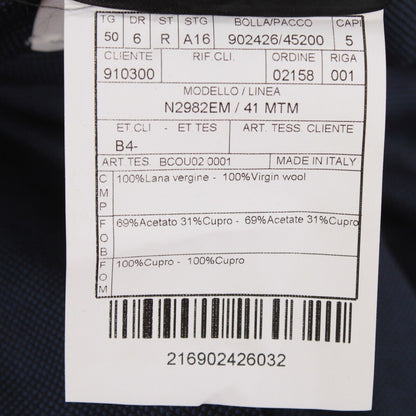 TG DR ST STG BOLLA/PACCO CAPI
50 6 R A16 902426/45200 5
CLIENTE RIF.CLI. ORDINE RIGA
910300 02158 001
MODELLO / LINEA
N2982EM / 41 MTM
ET.CLI - ET.TES ART. TESS. CLIENTE
B4-
ART.TES. BCOU02 0001 MADE IN ITALY
CMP 100%Lana vergine - 100%Virgin wool
FOB 69%Acetato 31%Cupro - 69%Acetate 31%Cupro
FOM 100%Cupro - 100%Cupro
216902426032